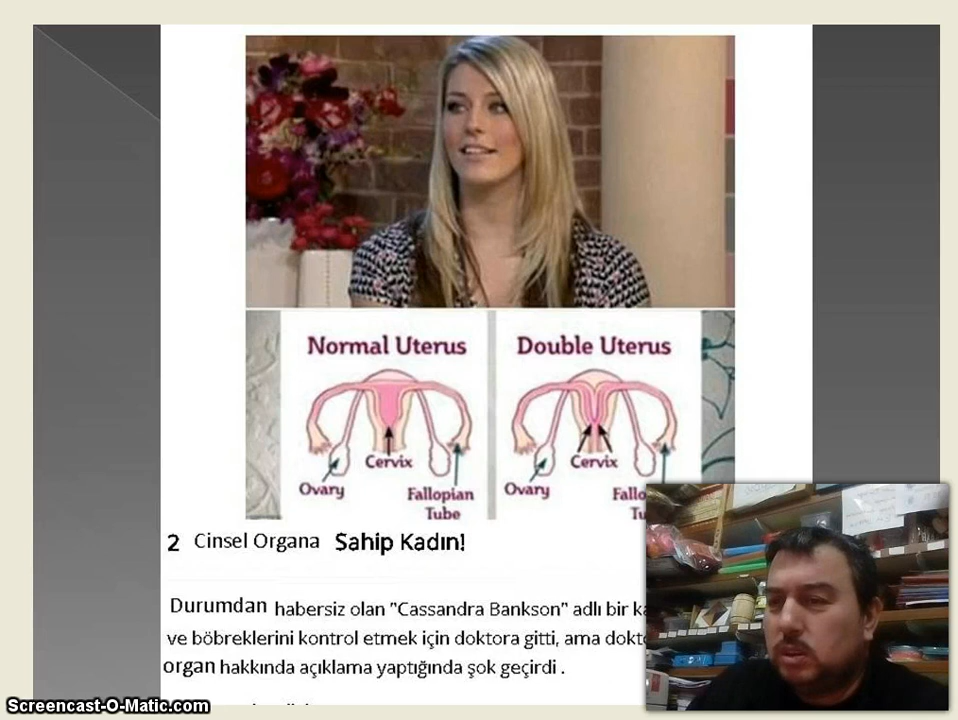 Normal Uterus
Double Uterus
Cervix
Ovary
Fallopian
Tube
Cervix
Ovary
2 Cinsel Organa Sahip Kadın!
Durumdan habersiz olan "Cassandra Bankson" adlı bir
ve böbreklerini kontrol etmek için doktora gitti, ama
organ hakkında açıklama yaptığında şok geçirdi .
Screencast-O-Matic.com